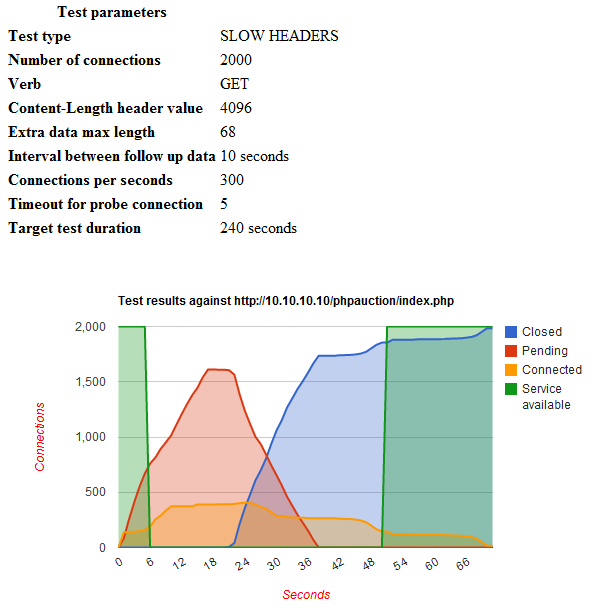 Test parameters
Test type SLOW HEADERS
Number of connections 2000
Verb GET
Content-Length header value 4096
Extra data max length 68
Interval between follow up data 10 seconds
Connections per seconds 300
Timeout for probe connection 5
Target test duration 240 seconds
Test results against http://10.10.10.10/phpauction/index.php
2,000
1,500
1,000
500
0
Connections
0 6 12 18 24 30 36 42 48 54 60 66
Seconds
Closed
Pending
Connected
Service
available